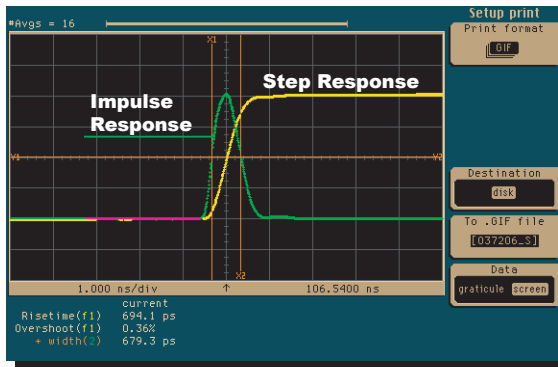 #Avgs = 16
Setup print
Print format
GIF
X1
Step Response
Impulse
Response
Y1
Y2
Destination
disk
To .GIF file
[037206_S]
X2
Data
graticule screen
1.000 ns/div ↑ 106.5400 ns
current
Risetime(f1) 694.1 ps
Overshoot(f1) 0.36%
+ width(2) 679.3 ps